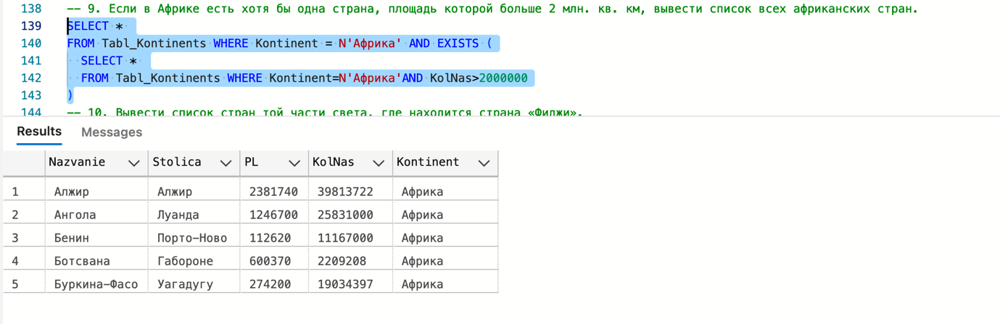 138 -- 9. Если в Африке есть хотя бы одна страна, площадь которой больше 2 млн. кв. км, вывести список всех африканских стран.
139 SELECT *
140 FROM Tabl_Kontinents WHERE Kontinent = N'Африка' AND EXISTS (
141 SELECT *
142 FROM Tabl_Kontinents WHERE Kontinent=N'Африка'AND KolNas>2000000
143 )
144 -- 10. Вывести список стран той части света, где находится страна «Фиджи».
Results Messages
Nazvanie Stolica PL KolNas Kontinent
1 Алжир Алжир 2381740 39813722 Африка
2 Ангола Луанда 1246700 25831000 Африка
3 Бенин Порто-Ново 112620 11167000 Африка
4 Ботсвана Габороне 600370 2209208 Африка
5 Буркина-Фасо Уагадугу 274200 19034397 Африка